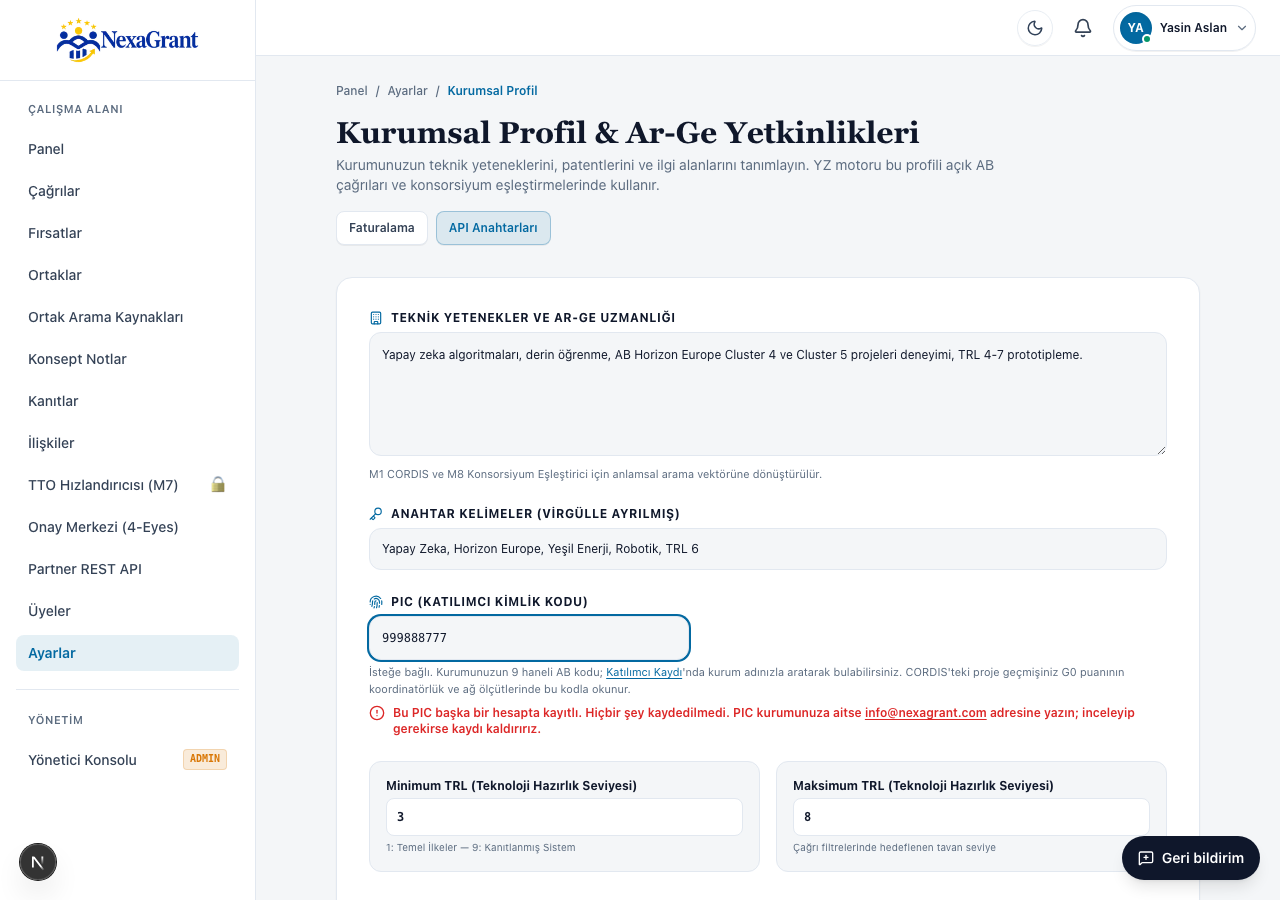 NexaGrant
YA
Yasin Aslan
ÇALIŞMA ALANI
Panel
Çağrılar
Fırsatlar
Ortaklar
Ortak Arama Kaynakları
Konsept Notlar
Kanıtlar
İlişkiler
TTO Hızlandırıcısı (M7)
Onay Merkezi (4-Eyes)
Partner REST API
Üyeler
Ayarlar
YÖNETİM
Yönetici Konsolu
ADMIN
N
Panel / Ayarlar / Kurumsal Profil
Kurumsal Profil & Ar-Ge Yetkinlikleri
Kurumunuzun teknik yeteneklerini, patentlerini ve ilgi alanlarını tanımlayın. YZ motoru bu profili açık AB
çağrıları ve konsorsiyum eşleştirmelerinde kullanır.
Faturalama
API Anahtarları
TEKNİK YETENEKLER VE AR-GE UZMANLIĞI
Yapay zeka algoritmaları, derin öğrenme, AB Horizon Europe Cluster 4 ve Cluster 5 projeleri deneyimi, TRL 4-7 prototipleme.
M1 CORDIS ve M8 Konsorsiyum Eşleştirici için anlamsal arama vektörüne dönüştürülür.
ANAHTAR KELİMELER (VİRGÜLLE AYRILMIŞ)
Yapay Zeka, Horizon Europe, Yeşil Enerji, Robotik, TRL 6
PIC (KATILIMCI KİMLİK KODU)
999888777
İsteğe bağlı. Kurumunuzun 9 haneli AB kodu; Katılımcı Kaydı'nda kurum adınızla aratarak bulabilirsiniz. CORDIS'teki proje geçmişiniz G0 puanının
koordinatörlük ve ağ ölçütlerinde bu kodla okunur.
Bu PIC başka bir hesapta kayıtlı. Hiçbir şey kaydedilmedi. PIC kurumunuza aitse info@nexagrant.com adresine yazın; inceleyip
gerekirse kaydı kaldırırız.
Minimum TRL (Teknoloji Hazırlık Seviyesi)
3
1: Temel İlkeler — 9: Kanıtlanmış Sistem
Maksimum TRL (Teknoloji Hazırlık Seviyesi)
8
Çağrı filtrelerinde hedeflenen tavan seviye
Geri bildirim